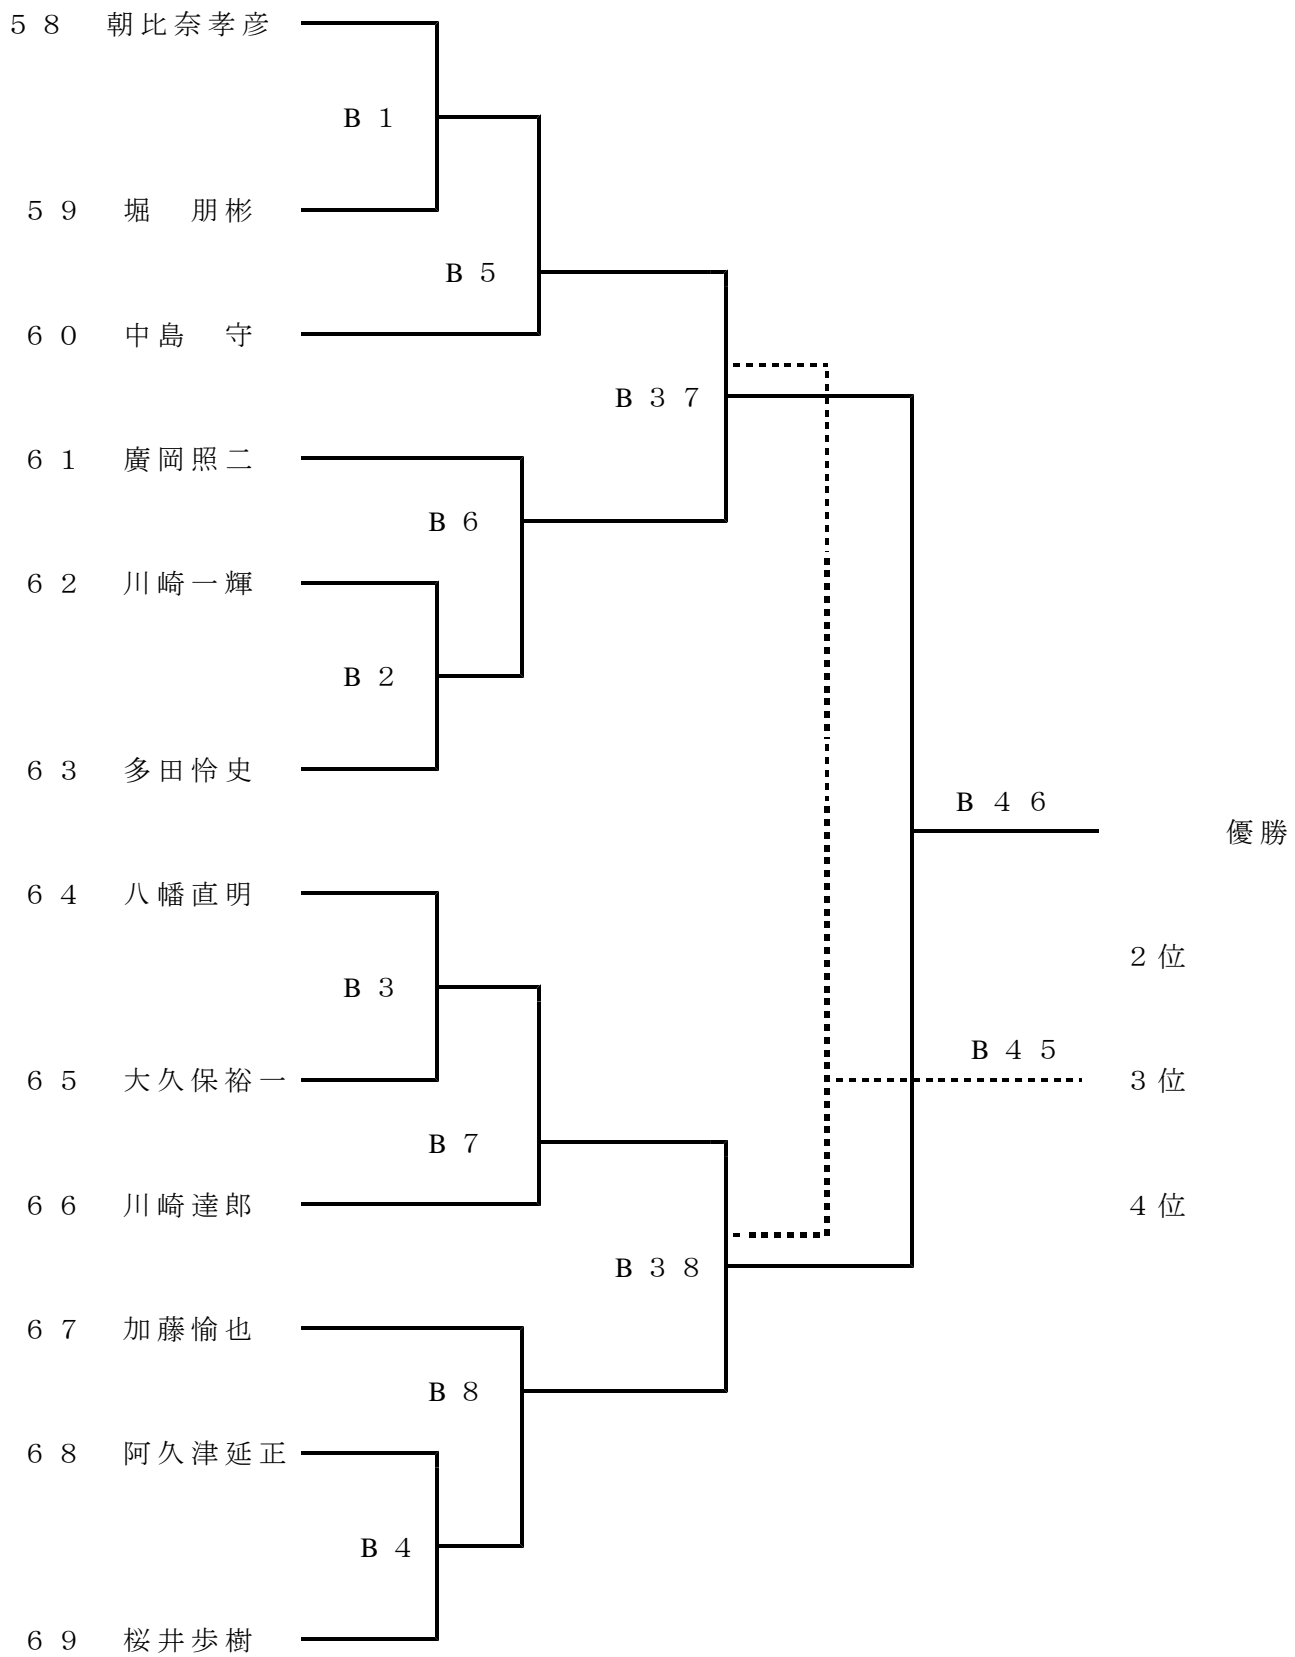 ５８　朝比奈孝彦
Ｂ１
５９　堀　朋彬
Ｂ５
６０　中島　守
Ｂ３７
６１　廣岡照二
Ｂ６
６２　川崎一輝
Ｂ２
６３　多田怜史
Ｂ４６
優勝
６４　八幡直明
２位
Ｂ３
Ｂ４５
６５　大久保裕一
３位
Ｂ７
６６　川崎達郎
４位
Ｂ３８
６７　加藤愉也
Ｂ８
６８　阿久津延正
Ｂ４
６９　桜井歩樹